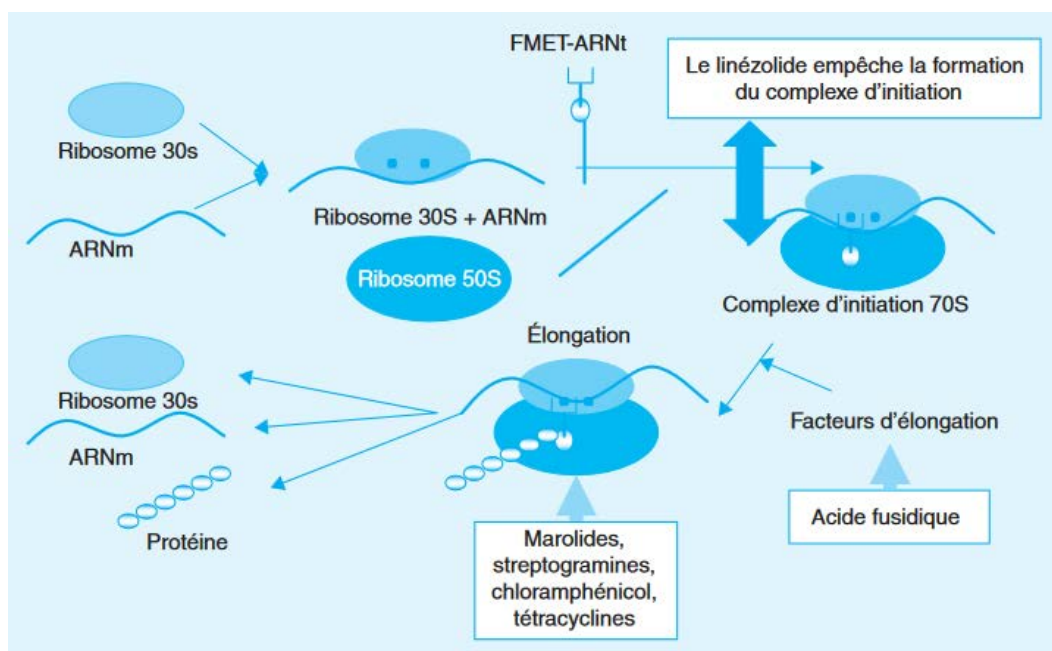 FMET-ARNt
Le linézolide empêche la formation
du complexe d'initiation
Ribosome 30s
ARNm
Ribosome 30S + ARNm
Ribosome 50S
Complexe d'initiation 70S
Élongation
Ribosome 30s
ARNm
Protéine
Facteurs d'élongation
Acide fusidique
Marolides,
streptogramines,
chloramphénicol,
tétracyclines